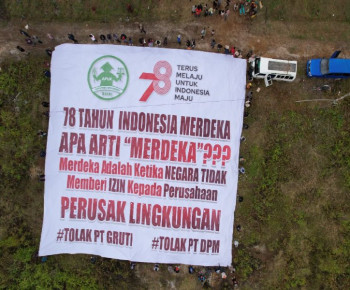 78
TERUS
MELAJU
UNTUK
INDONESIA
MAJU
78 TAHUN INDONESIA MERDEKA
APA ARTI "MERDEKA"???
Merdeka Adalah Ketika NEGARA TIDAK
Memberi IZIN Kepada Perusahaan
PERUSAK LINGKUNGAN
#TOLAK PT GRUTI #TOLAK PT DPM